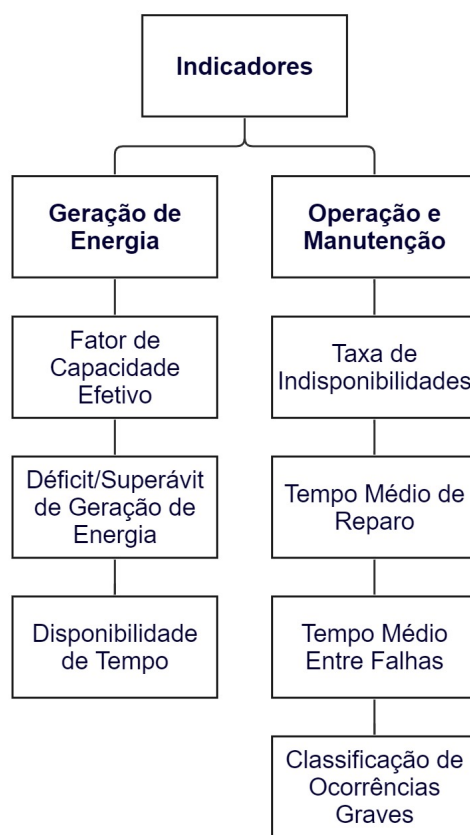 Indicadores
Geração de
Energia
Fator de
Capacidade
Efetivo
Déficit/Superávit
de Geração de
Energia
Disponibilidade
de Tempo
Operação e
Manutenção
Taxa de
Indisponibilidades
Tempo Médio de
Reparo
Tempo Médio
Entre Falhas
Classificação de
Ocorrências
Graves